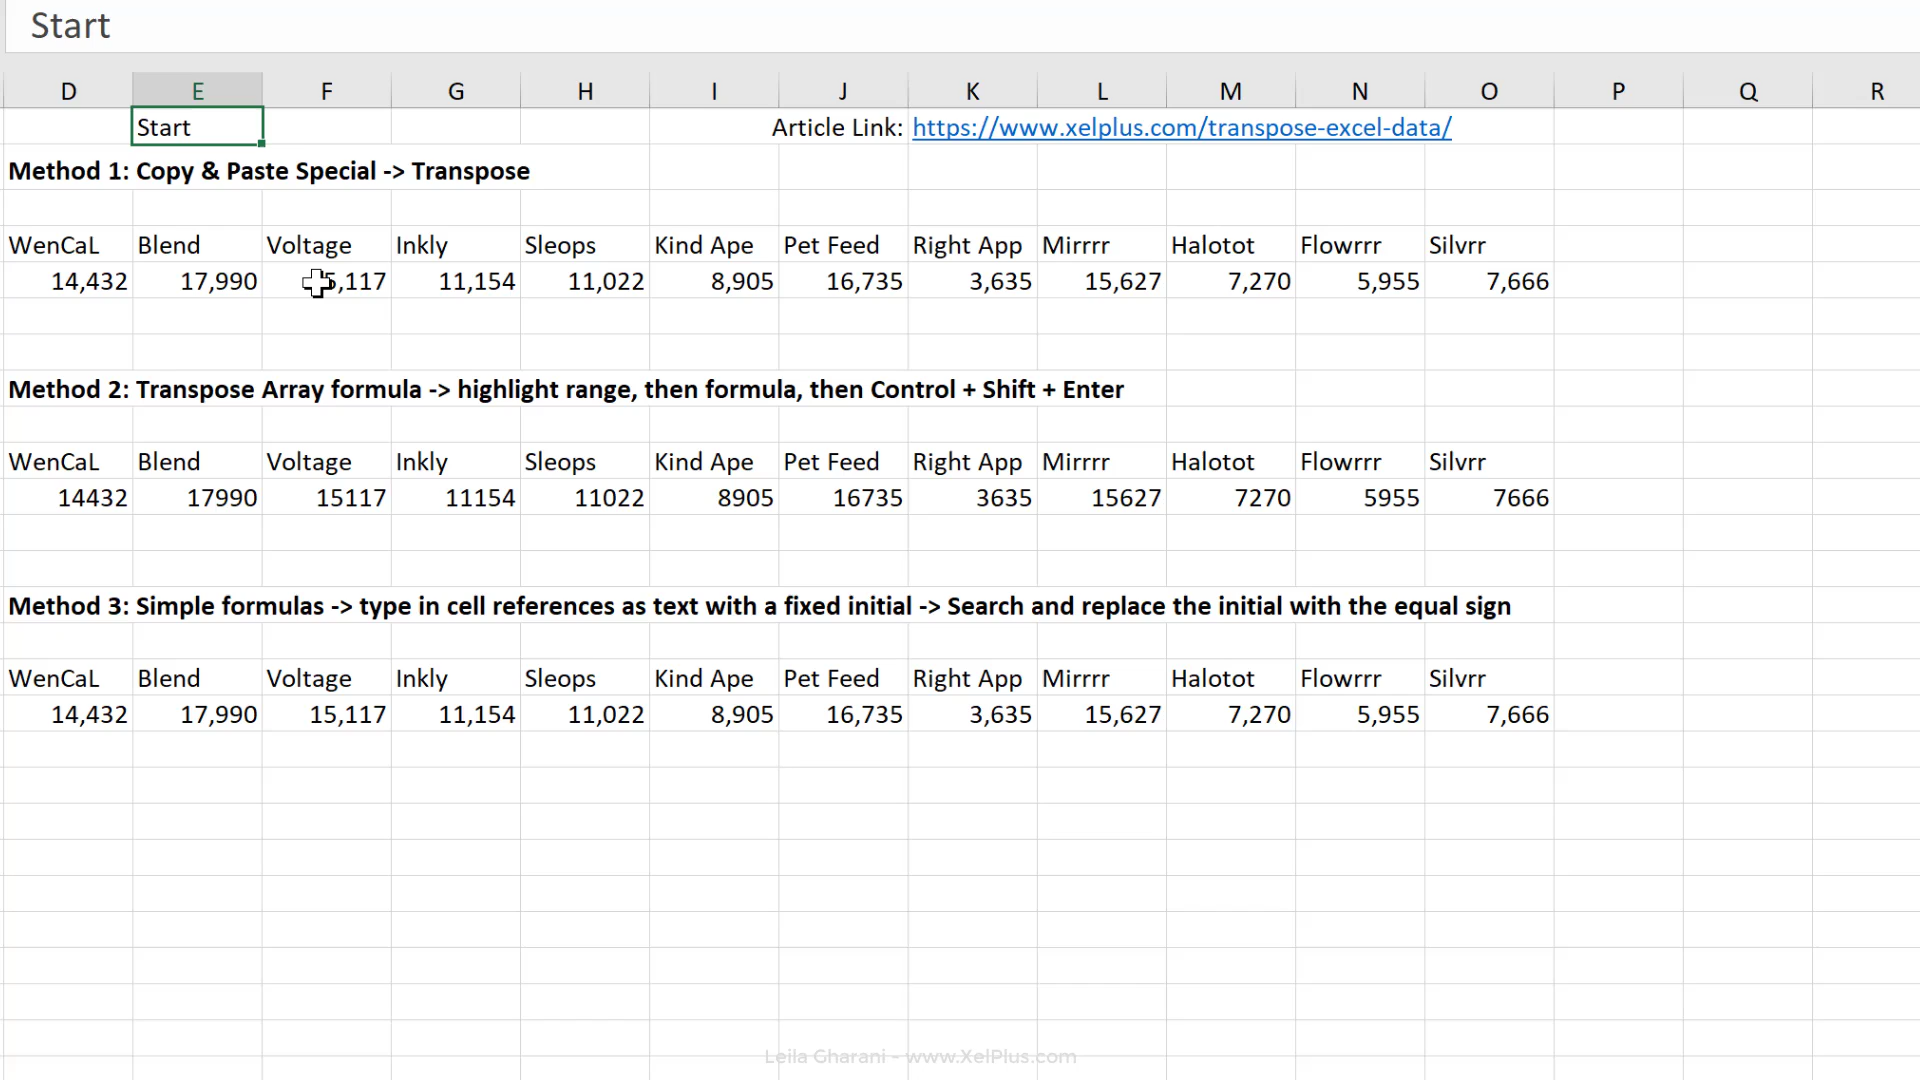 Start
D E F G H I J K L M N O P Q R
Start Article Link: https://www.xelplus.com/transpose-excel-data/
Method 1: Copy & Paste Special -> Transpose
WenCaL Blend Voltage Inkly Sleops Kind Ape Pet Feed Right App Mirrrr Halotot Flowrrr Silvrr
14,432 17,990 5,117 11,154 11,022 8,905 16,735 3,635 15,627 7,270 5,955 7,666
Method 2: Transpose Array formula -> highlight range, then formula, then Control + Shift + Enter
WenCaL Blend Voltage Inkly Sleops Kind Ape Pet Feed Right App Mirrrr Halotot Flowrrr Silvrr
14432 17990 15117 11154 11022 8905 16735 3635 15627 7270 5955 7666
Method 3: Simple formulas -> type in cell references as text with a fixed initial -> Search and replace the initial with the equal sign
WenCaL Blend Voltage Inkly Sleops Kind Ape Pet Feed Right App Mirrrr Halotot Flowrrr Silvrr
14,432 17,990 15,117 11,154 11,022 8,905 16,735 3,635 15,627 7,270 5,955 7,666
Leila Gharani - www.XelPlus.com